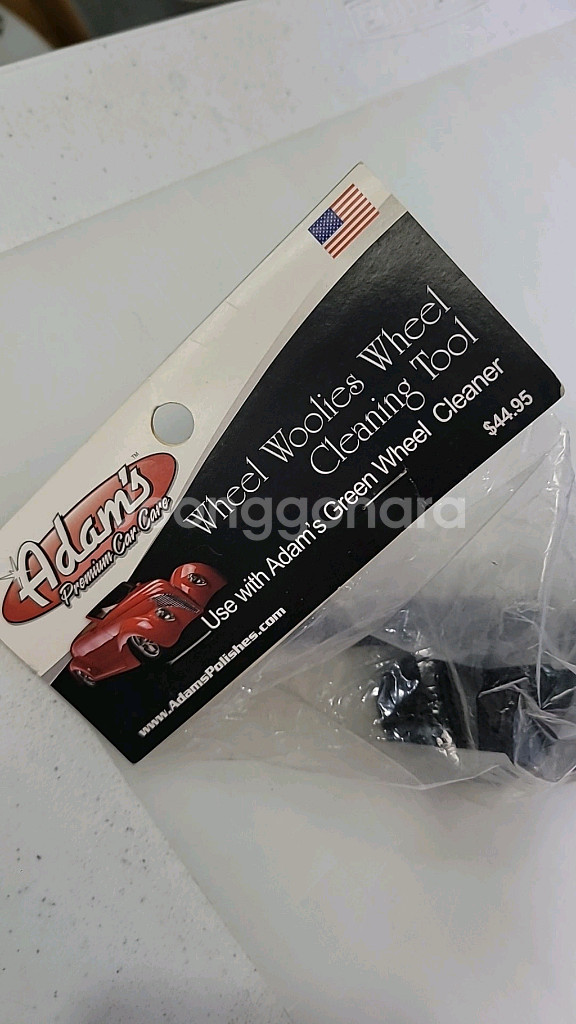 Adam's™
Premium Car Care
Wheel Woolies Wheel
Cleaning Tool
Use with Adam's Green Wheel Cleaner
$44.95
www.AdamsPolishes.com